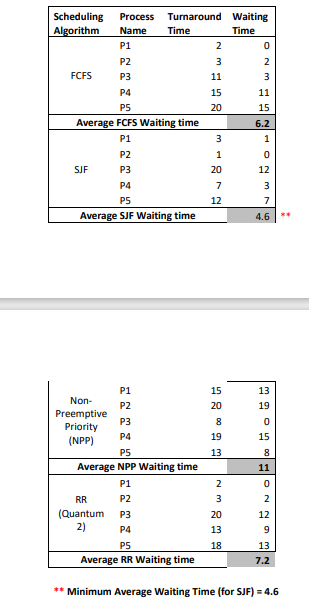 Scheduling Algorithm Process Name Turnaround Time Waiting Time
P1 2 0
P2 3 2
FCFS P3 11 3
P4 15 11
P5 20 15
Average FCFS Waiting time 6.2
P1 3 1
P2 1 0
SJF P3 20 12
P4 7 3
P5 12 7
Average SJF Waiting time 4.6 **
Non-Preemptive Priority (NPP) P1 15 13
P2 20 19
P3 8 0
P4 19 15
P5 13 8
Average NPP Waiting time 11
P1 2 0
RR (Quantum 2) P2 3 2
P3 20 12
P4 13 9
P5 18 13
Average RR Waiting time 7.2
** Minimum Average Waiting Time (for SJF) = 4.6